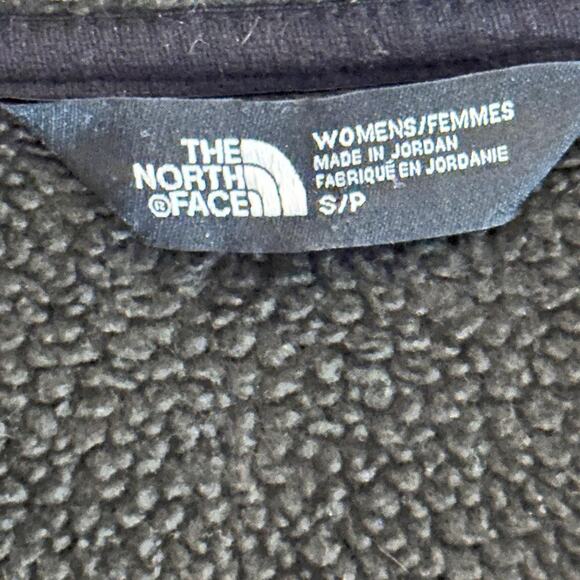 THE
NORTH
®FACE
WOMENS/FEMMES
MADE IN JORDAN
FABRIQUÉ EN JORDANIE
S/P